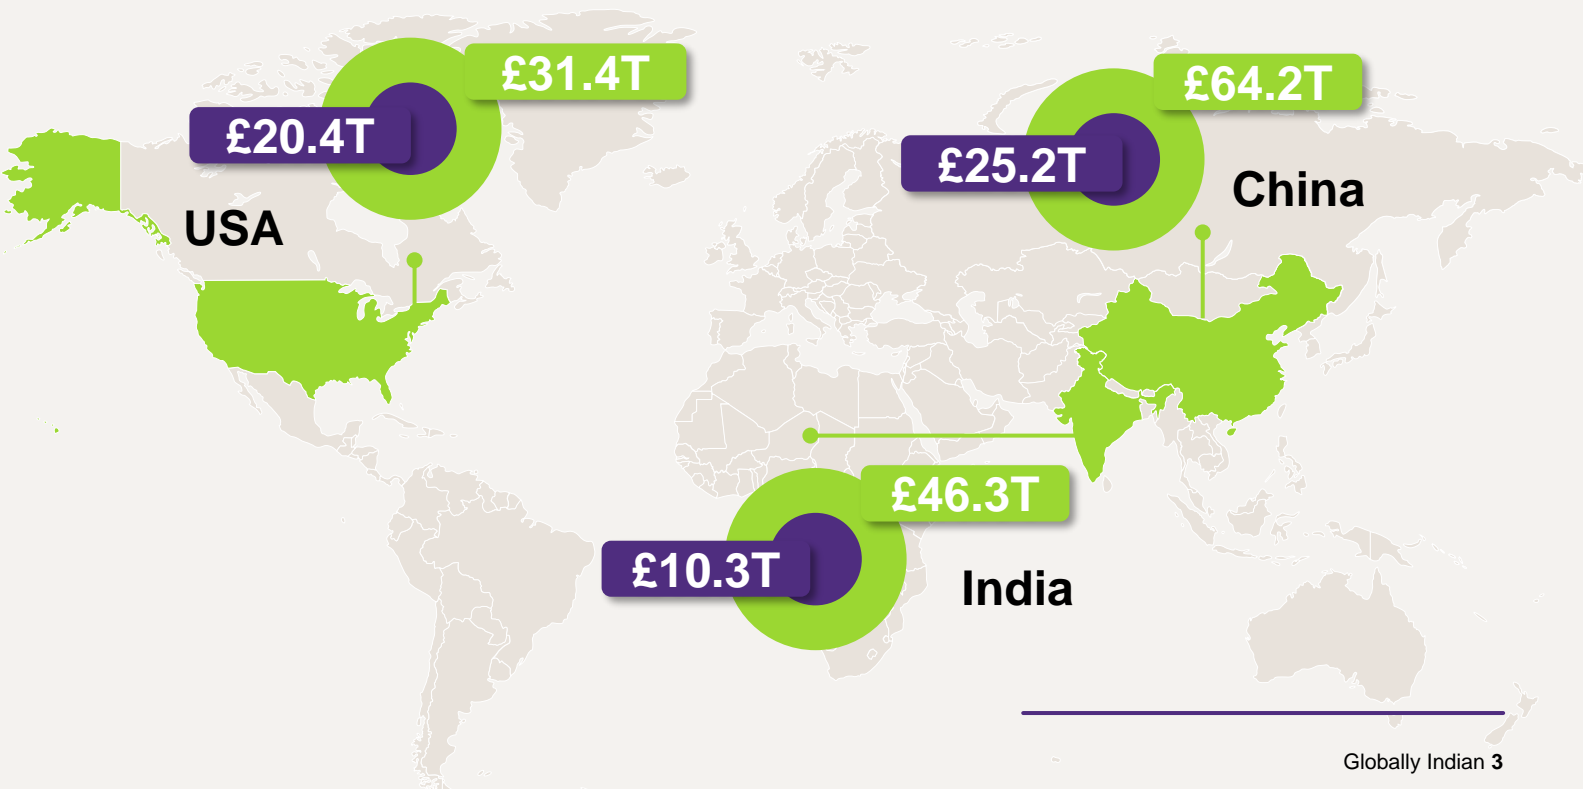 £31.4T
£20.4T
USA
£64.2T
£25.2T
China
£46.3T
£10.3T
India
Globally Indian 3